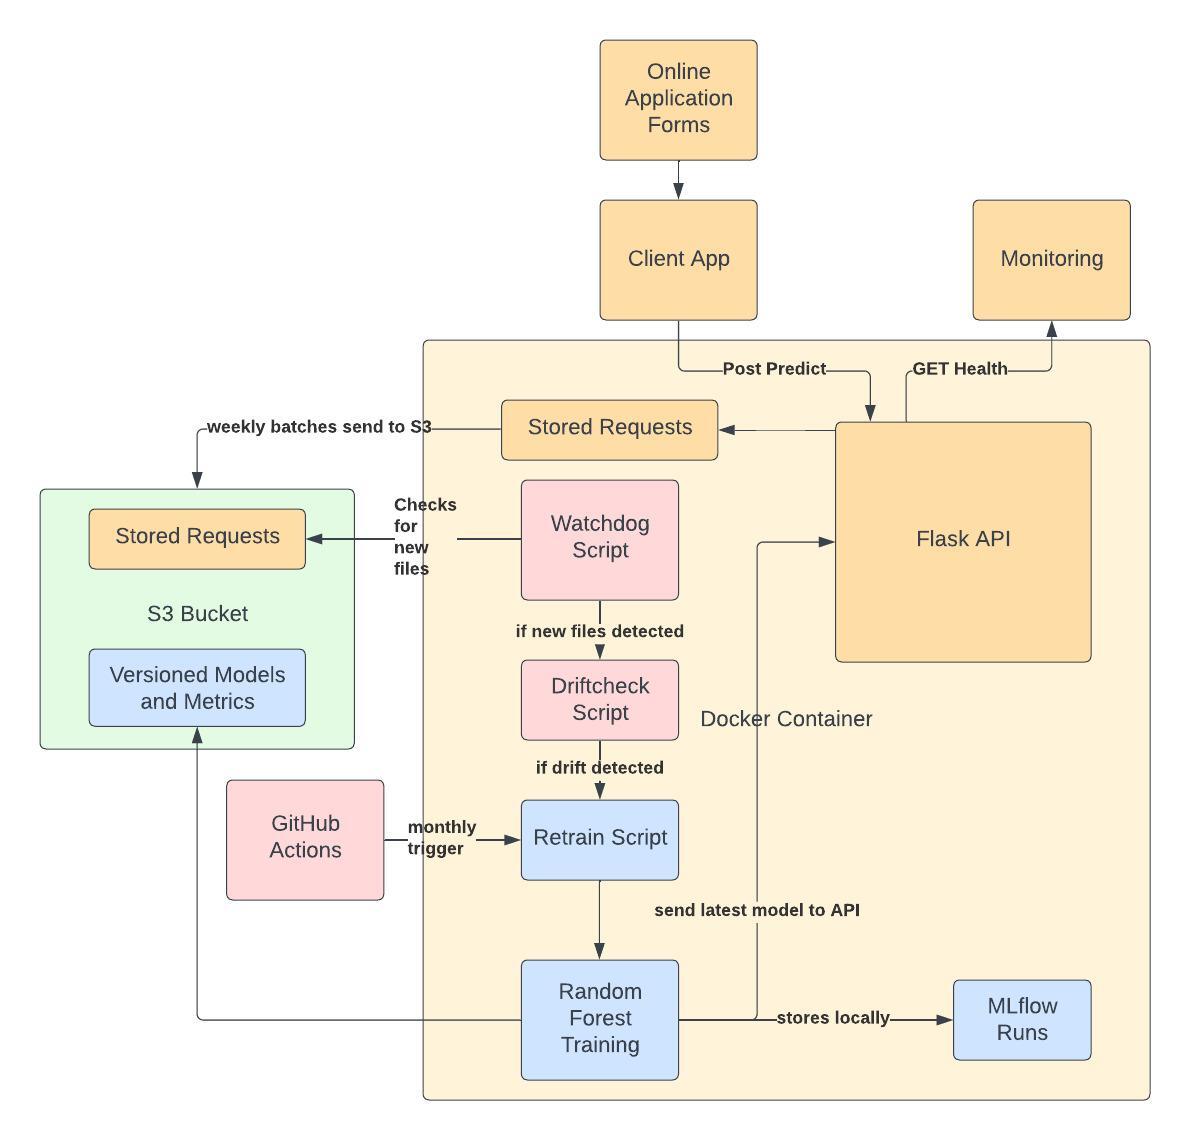 Online
Application
Forms
Client App
Monitoring
Post Predict
GET Health
weekly batches send to S3
Stored Requests
Checks
for
new
files
Stored Requests
Watchdog
Script
Flask API
S3 Bucket
if new files detected
Versioned Models
and Metrics
Driftcheck
Script
Docker Container
if drift detected
GitHub
Actions
monthly
trigger
Retrain Script
send latest model to API
Random
Forest
Training
stores locally
MLflow
Runs